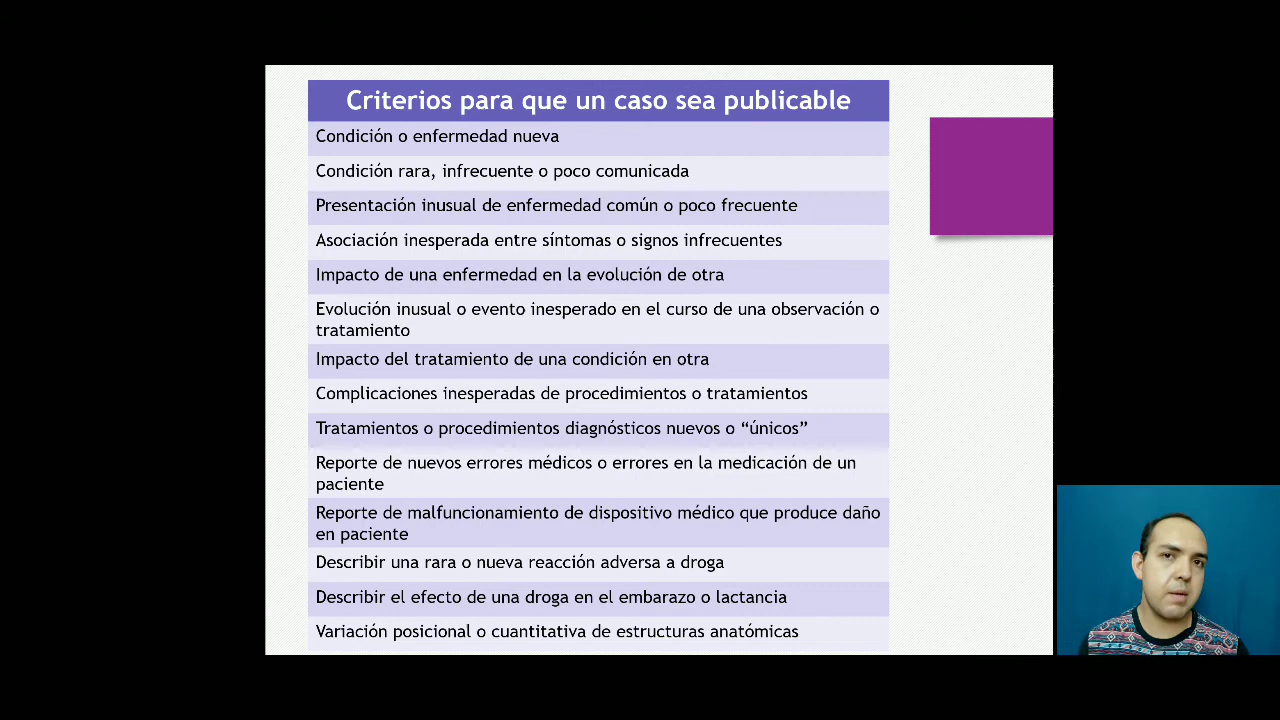 Criterios para que un caso sea publicable
Condición o enfermedad nueva
Condición rara, infrecuente o poco comunicada
Presentación inusual de enfermedad común o poco frecuente
Asociación inesperada entre síntomas o signos infrecuentes
Impacto de una enfermedad en la evolución de otra
Evolución inusual o evento inesperado en el curso de una observación o
tratamiento
Impacto del tratamiento de una condición en otra
Complicaciones inesperadas de procedimientos o tratamientos
Tratamientos o procedimientos diagnósticos nuevos o “únicos”
Reporte de nuevos errores médicos o errores en la medicación de un
paciente
Reporte de malfuncionamiento de dispositivo médico que produce daño
en paciente
Describir una rara o nueva reacción adversa a droga
Describir el efecto de una droga en el embarazo o lactancia
Variación posicional o cuantitativa de estructuras anatómicas